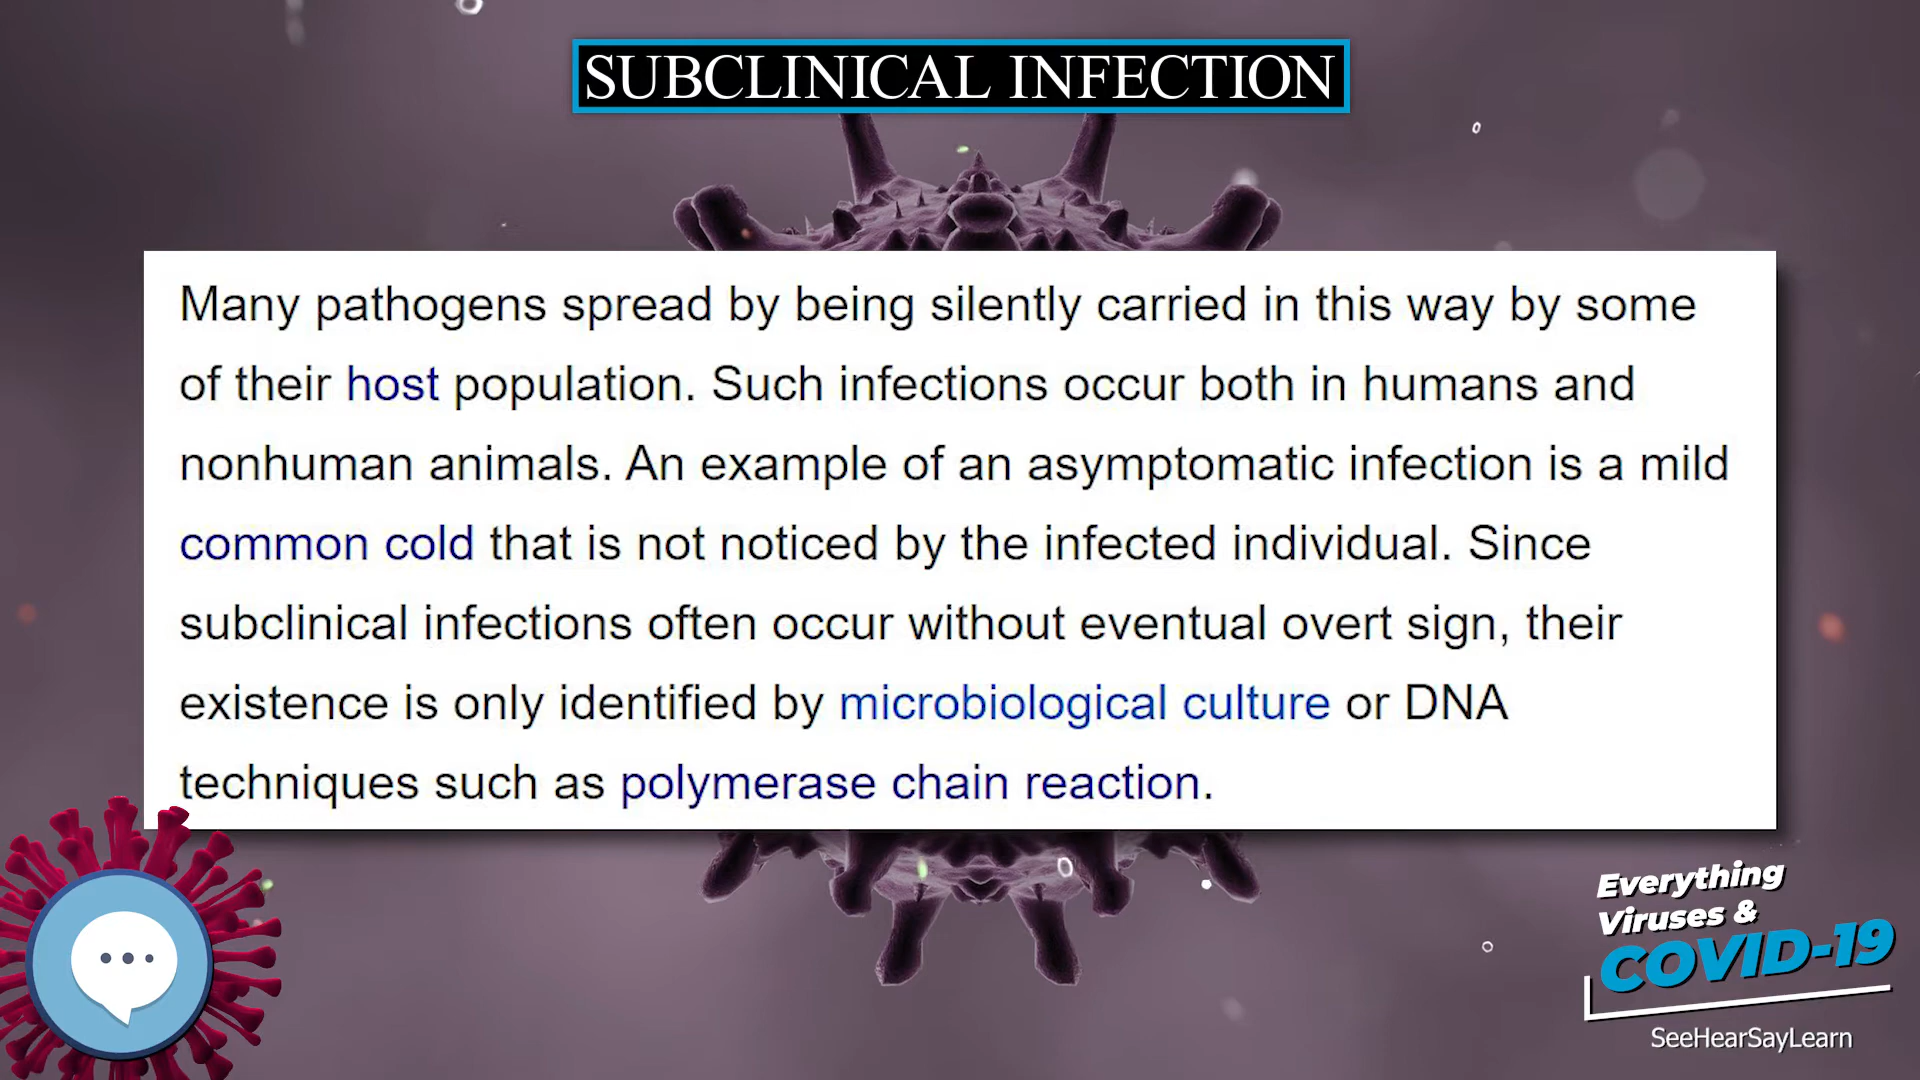 SUBCLINICAL INFECTION
Many pathogens spread by being silently carried in this way by some
of their host population. Such infections occur both in humans and
nonhuman animals. An example of an asymptomatic infection is a mild
common cold that is not noticed by the infected individual. Since
subclinical infections often occur without eventual overt sign, their
existence is only identified by microbiological culture or DNA
techniques such as polymerase chain reaction.
Everything
Viruses &
COVID-19
SeeHearSayLearn